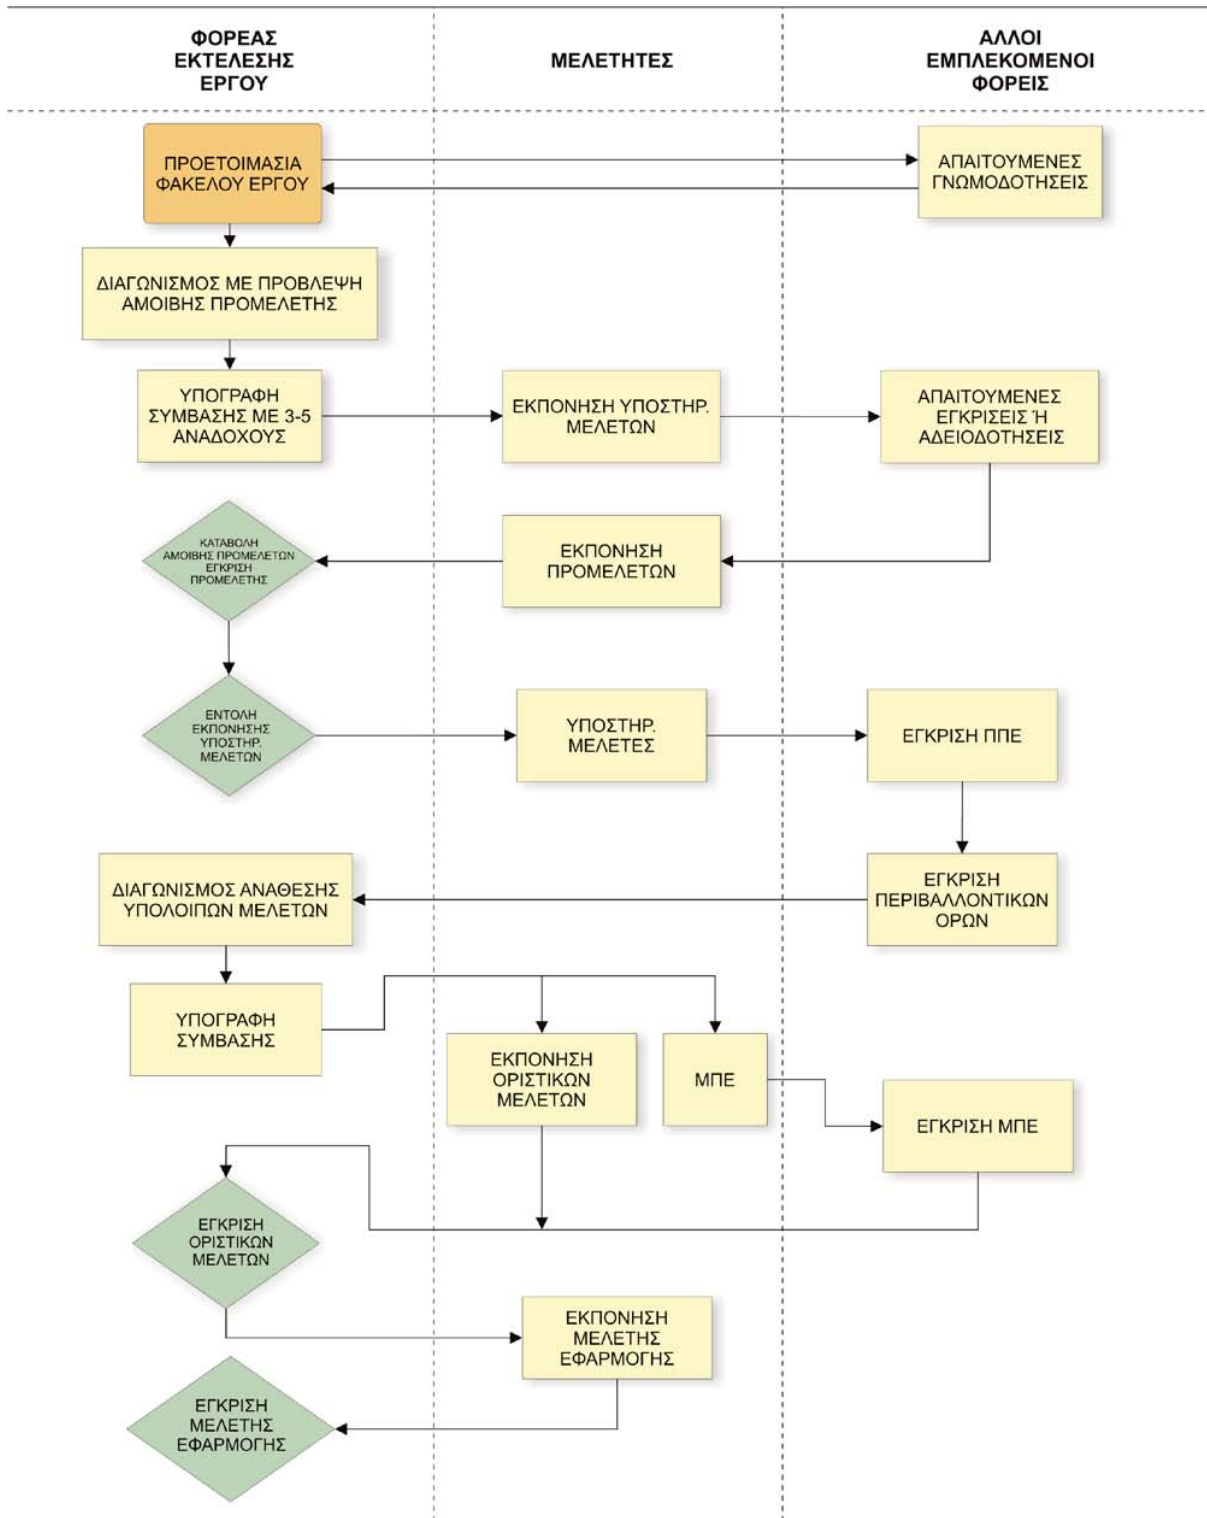 ΦΟΡΕΑΣ
ΕΚΤΕΛΕΣΗΣ
ΕΡΓΟΥ
ΜΕΛΕΤΗΤΕΣ
ΑΛΛΟΙ
ΕΜΠΛΕΚΟΜΕΝΟΙ
ΦΟΡΕΙΣ
ΠΡΟΕΤΟΙΜΑΣΙΑ
ΦΑΚΕΛΟΥ ΕΡΓΟΥ
ΑΠΑΙΤΟΥΜΕΝΕΣ
ΓΝΩΜΟΔΟΤΗΣΕΙΣ
ΔΙΑΓΩΝΙΣΜΟΣ ΜΕ ΠΡΟΒΛΕΨΗ
ΑΜΟΙΒΗΣ ΠΡΟΜΕΛΕΤΗΣ
ΥΠΟΓΡΑΦΗ
ΣΥΜΒΑΣΗΣ ΜΕ 3-5
ΑΝΑΔΟΧΟΥΣ
ΕΚΠΟΝΗΣΗ ΥΠΟΣΤΗΡ.
ΜΕΛΕΤΩΝ
ΑΠΑΙΤΟΥΜΕΝΕΣ
ΕΓΚΡΙΣΕΙΣ Ή
ΑΔΕΙΟΔΟΤΗΣΕΙΣ
ΚΑΤΑΒΟΛΗ
ΑΜΟΙΒΗΣ ΠΡΟΜΕΛΕΤΩΝ
ΕΓΚΡΙΣΗ
ΠΡΟΜΕΛΕΤΗΣ
ΕΚΠΟΝΗΣΗ
ΠΡΟΜΕΛΕΤΩΝ
ΕΝΤΟΛΗ
ΕΚΠΟΝΗΣΗΣ
ΥΠΟΣΤΗΡ.
ΜΕΛΕΤΩΝ
ΥΠΟΣΤΗΡ.
ΜΕΛΕΤΕΣ
ΕΓΚΡΙΣΗ ΠΠΕ
ΔΙΑΓΩΝΙΣΜΟΣ ΑΝΑΘΕΣΗΣ
ΥΠΟΛΟΙΠΩΝ ΜΕΛΕΤΩΝ
ΕΓΚΡΙΣΗ
ΠΕΡΙΒΑΛΛΟΝΤΙΚΩΝ
ΟΡΩΝ
ΥΠΟΓΡΑΦΗ
ΣΥΜΒΑΣΗΣ
ΕΚΠΟΝΗΣΗ
ΟΡΙΣΤΙΚΩΝ
ΜΕΛΕΤΩΝ
ΜΠΕ
ΕΓΚΡΙΣΗ ΜΠΕ
ΕΓΚΡΙΣΗ
ΟΡΙΣΤΙΚΩΝ
ΜΕΛΕΤΩΝ
ΕΚΠΟΝΗΣΗ
ΜΕΛΕΤΗΣ
ΕΦΑΡΜΟΓΗΣ
ΕΓΚΡΙΣΗ
ΜΕΛΕΤΗΣ
ΕΦΑΡΜΟΓΗΣ